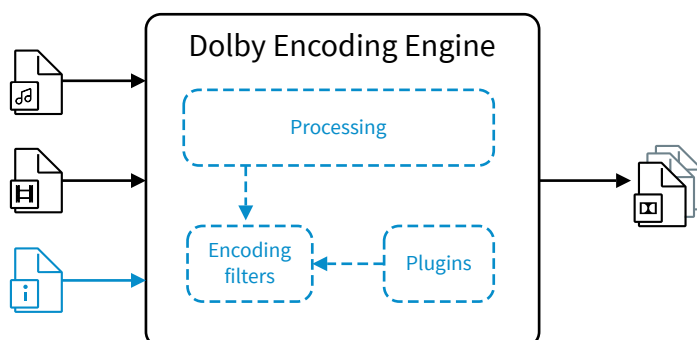 Dolby Encoding Engine
Processing
Encoding
filters
Plugins
i